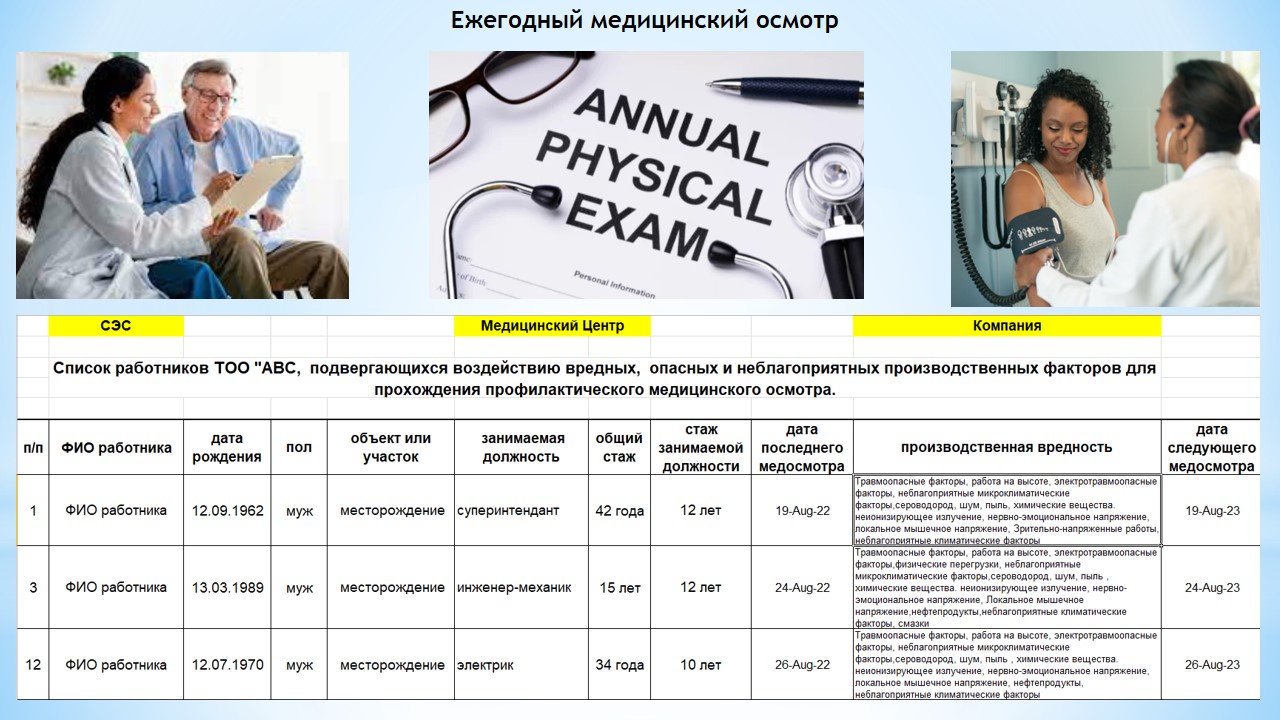 Ежегодный медицинский осмотр
ANNUAL
PHYSICAL
EXAM
Personal Information
of Birth
СЭС
Медицинский Центр
Компания
Список работников ТОО "АВС, подвергающихся воздействию вредных, опасных и неблагоприятных производственных факторов для
прохождения профилактического медицинского осмотра.
п/п ФИО работника дата рождения пол объект или участок занимаемая должность общий стаж стаж занимаемой должности дата последнего медосмотра производственная вредность дата следующего медосмотра
1 ФИО работника 12.09.1962 муж месторождение суперинтендант 42 года 12 лет 19-Aug-22
Травмоопасные факторы, работа на высоте, электротравмоопасные
факторы, неблагоприятные микроклиматические
факторы,сероводород, шум, пыль, химические вещества.
неионизирующее излучение, нервно-эмоциональное напряжение,
локальное мышечное напряжение, Зрительно-напряженные работы,
неблагоприятные климатические факторы
19-Aug-23
3 ФИО работника 13.03.1989 муж месторождение инженер-механик 15 лет 12 лет 24-Aug-22
Травмоопасные факторы, работа на высоте, электротравмоопасные
факторы,физические перегрузки, неблагоприятные
микроклиматические факторы,сероводород, шум, пыль ,
химические вещества. неионизирующее излучение, нервно-
эмоциональное напряжение, Локальное мышечное
напряжение,нефтепродукты,неблагоприятные климатические
факторы, смазки
24-Aug-23
12 ФИО работника 12.07.1970 муж месторождение электрик 34 года 10 лет 26-Aug-22
Травмоопасные факторы, работа на высоте, электротравмоопасные
факторы, неблагоприятные микроклиматические
факторы,сероводород, шум, пыль , химические вещества.
неионизирующее излучение, нервно-эмоциональное напряжение,
локальное мышечное напряжение, нефтепродукты,
неблагоприятные климатические факторы
26-Aug-23